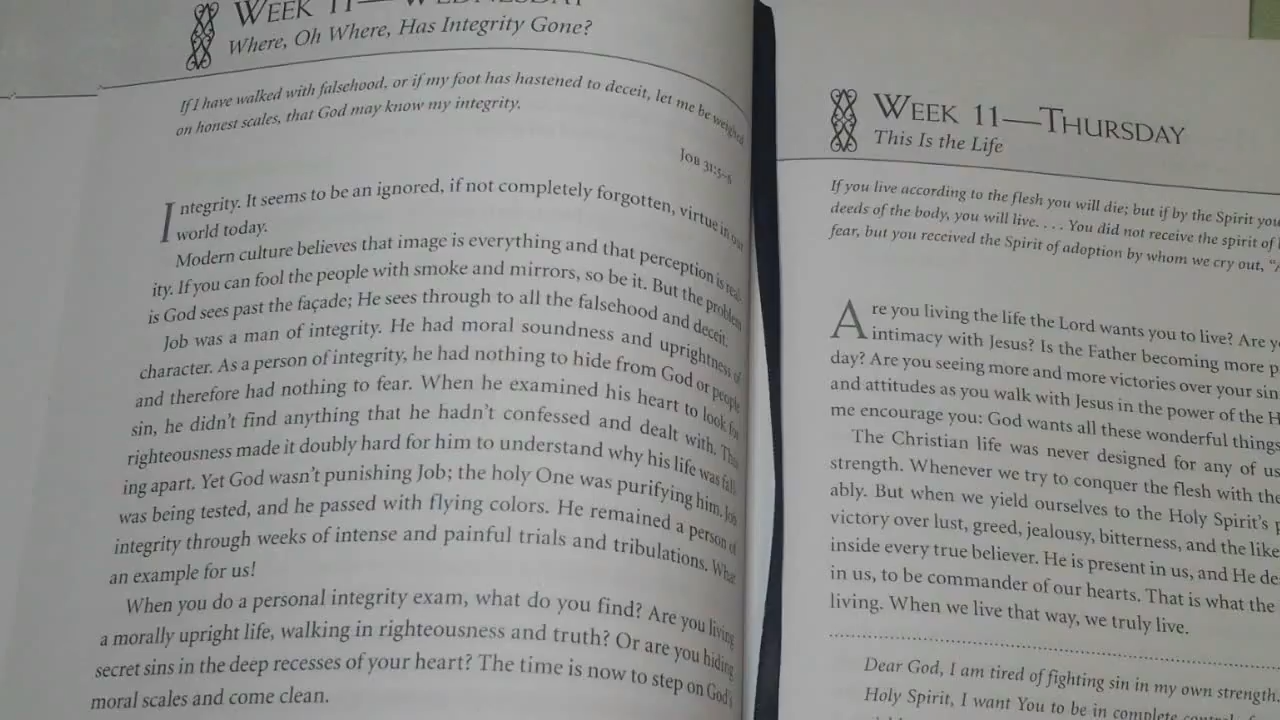 WEEK 11—WEDNESDAY
Where, Oh Where, Has Integrity Gone?
If I have walked with falsehood, or if my foot has hastened to deceit, let me be weighed
on honest scales, that God may know my integrity.
JOB 31:5–6
Integrity. It seems to be an ignored, if not completely forgotten, virtue in our
world today.
Modern culture believes that image is everything and that perception is real-
ity. If you can fool the people with smoke and mirrors, so be it. But the problem
is God sees past the façade; He sees through to all the falsehood and deceit.
Job was a man of integrity. He had moral soundness and uprightness of
character. As a person of integrity, he had nothing to hide from God or people
and therefore had nothing to fear. When he examined his heart to look for
sin, he didn't find anything that he hadn't confessed and dealt with. This
righteousness made it doubly hard for him to understand why his life was fall-
ing apart. Yet God wasn't punishing Job; the holy One was purifying him. Job
was being tested, and he passed with flying colors. He remained a person of
integrity through weeks of intense and painful trials and tribulations. What
an example for us!
When you do a personal integrity exam, what do you find? Are you living
a morally upright life, walking in righteousness and truth? Or are you hiding
secret sins in the deep recesses of your heart? The time is now to step on God's
moral scales and come clean.
WEEK 11—THURSDAY
This Is the Life
If you live according to the flesh you will die; but if by the Spirit you
deeds of the body, you will live. . . . You did not receive the spirit of
fear, but you received the Spirit of adoption by whom we cry out, "A
Are you living the life the Lord wants you to live? Are y
intimacy with Jesus? Is the Father becoming more p
day? Are you seeing more and more victories over your sin
and attitudes as you walk with Jesus in the power of the H
me encourage you: God wants all these wonderful things
The Christian life was never designed for any of us
strength. Whenever we try to conquer the flesh with the
ably. But when we yield ourselves to the Holy Spirit's p
victory over lust, greed, jealousy, bitterness, and the like
inside every true believer. He is present in us, and He de
in us, to be commander of our hearts. That is what the
living. When we live that way, we truly live.
Dear God, I am tired of fighting sin in my own strength.
Holy Spirit, I want You to be in complete